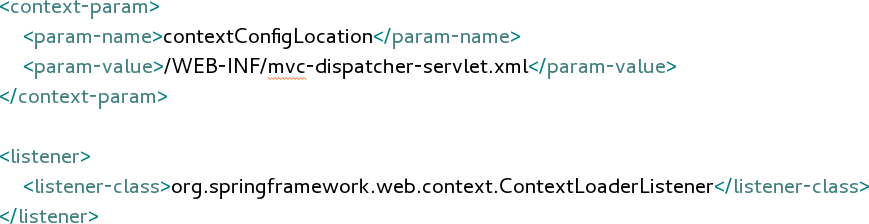 <context-param>
<param-name>contextConfigLocation</param-name>
<param-value>/WEB-INF/mvc-dispatcher-servlet.xml</param-value>
</context-param>
<listener>
<listener-class>org.springframework.web.context.ContextLoaderListener</listener-class>
</listener>